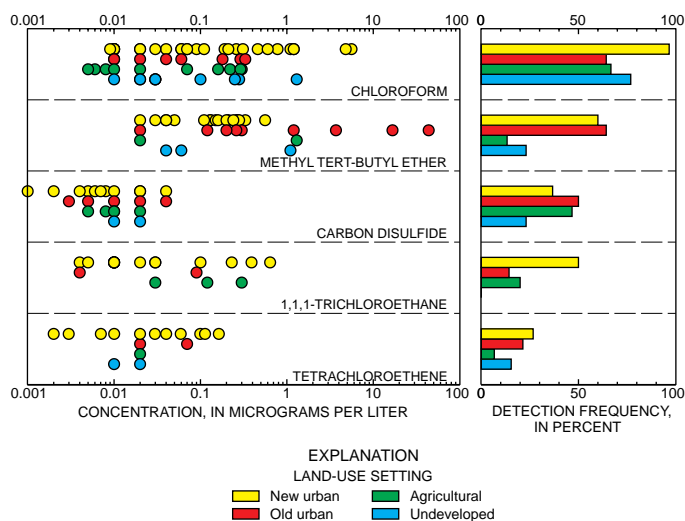 0.001 0.01 0.1 1 10 100 0 50 100
CHLOROFORM
METHYL TERT-BUTYL ETHER
CARBON DISULFIDE
1,1,1-TRICHLOROETHANE
TETRACHLOROETHENE
0.001 0.01 0.1 1 10 100 0 50 100
CONCENTRATION, IN MICROGRAMS PER LITER
DETECTION FREQUENCY,
IN PERCENT
EXPLANATION
LAND-USE SETTING
New urban Agricultural
Old urban Undeveloped